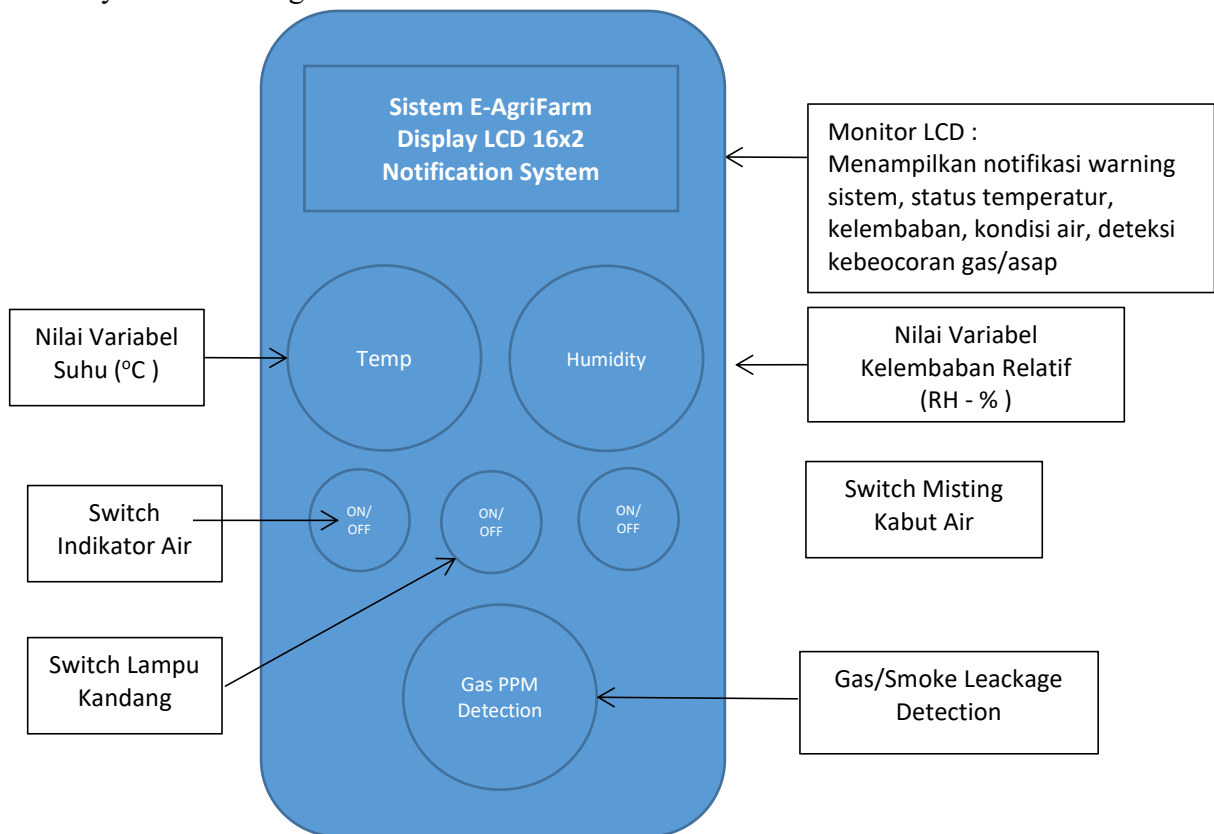 Sistem E-AgriFarm
Display LCD 16x2
Notification System
Monitor LCD :
Menampilkan notifikasi warning
sistem, status temperatur,
kelembaban, kondisi air, deteksi
kebeocoran gas/asap
Nilai Variabel
Suhu (ºC )
Temp
Humidity
Nilai Variabel
Kelembaban Relatif
(RH - % )
Switch
Indikator Air
ON/
OFF
ON/
OFF
ON/
OFF
Switch Misting
Kabut Air
Switch Lampu
Kandang
Gas PPM
Detection
Gas/Smoke Leackage
Detection